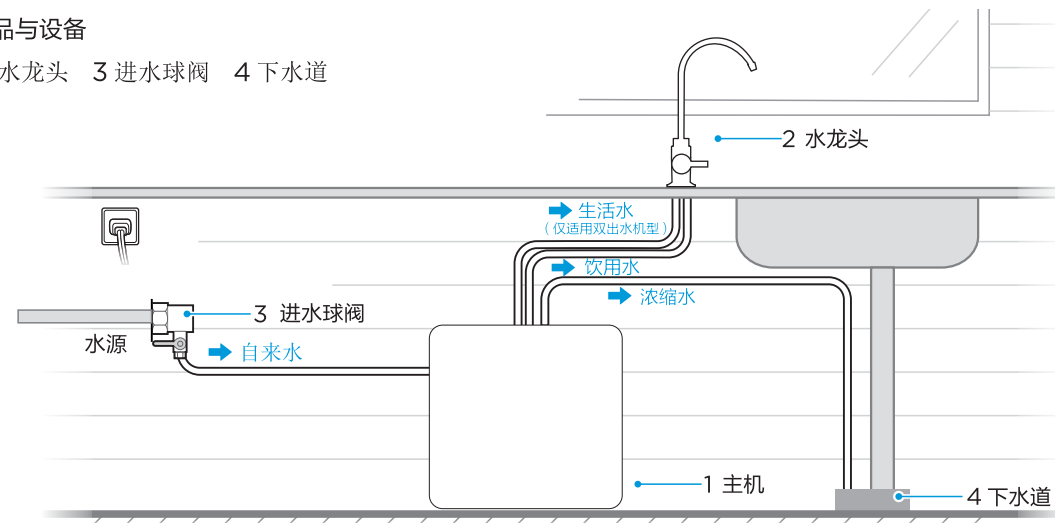 品与设备
水龙头 3 进水球阀 4 下水道
2 水龙头
生活水
（仅适用双出水机型）
饮用水
浓缩水
3 进水球阀
水源
自来水
1 主机
4 下水道